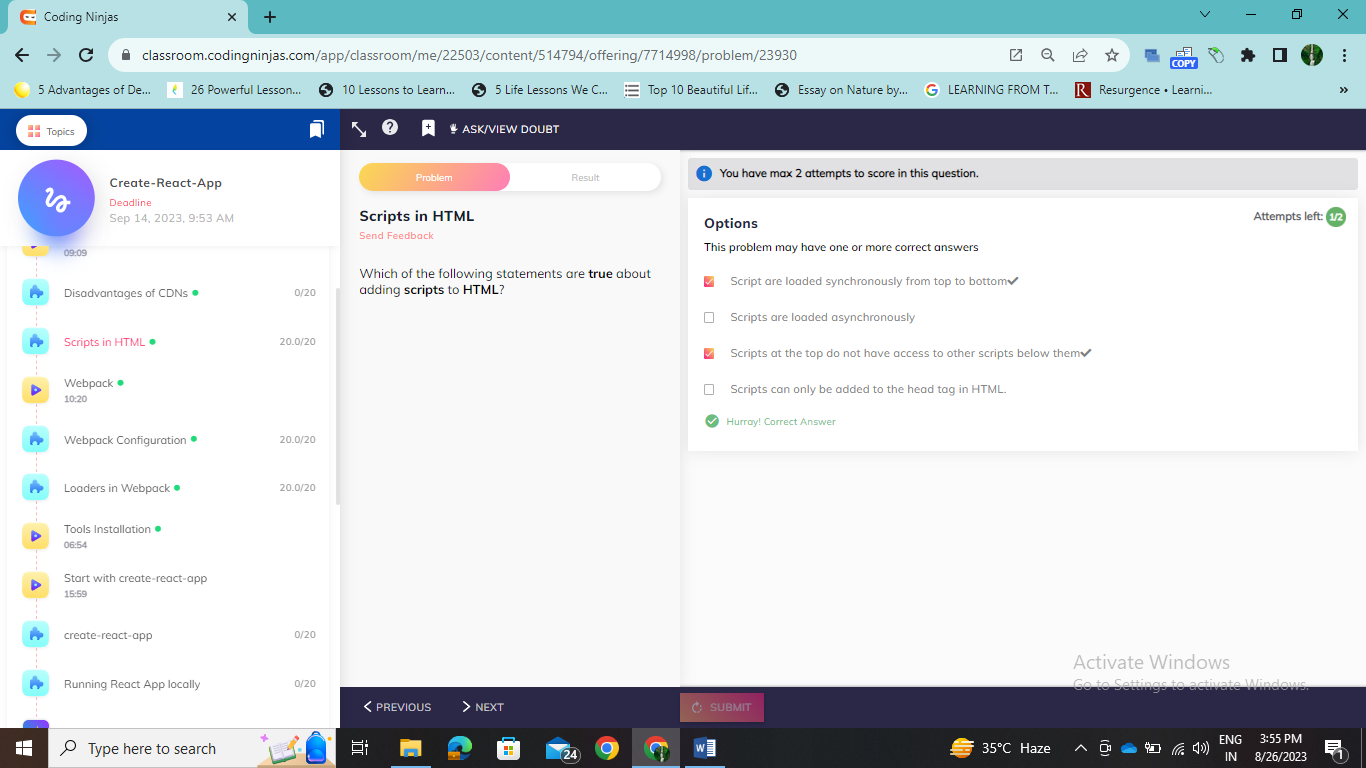 Coding Ninjas
classroom.codingninjas.com/app/classroom/me/22503/content/514794/offering/7714998/problem/23930
COPY
5 Advantages of De...
26 Powerful Lesson...
10 Lessons to Learn...
5 Life Lessons We C...
Top 10 Beautiful Lif...
Essay on Nature by...
LEARNING FROM T...
Resurgence • Learni...
Topics
ASK/VIEW DOUBT
Create-React-App
Deadline
Sep 14, 2023, 9:53 AM
09:09
Disadvantages of CDNs
0/20
Scripts in HTML
20.0/20
Webpack
10:20
Webpack Configuration
20.0/20
Loaders in Webpack
20.0/20
Tools Installation
06:54
Start with create-react-app
15:59
create-react-app
0/20
Running React App locally
0/20
Problem
Result
Scripts in HTML
Send Feedback
Which of the following statements are true about
adding scripts to HTML?
You have max 2 attempts to score in this question.
Options
Attempts left: 1/2
This problem may have one or more correct answers
Script are loaded synchronously from top to bottom
Scripts are loaded asynchronously
Scripts at the top do not have access to other scripts below them
Scripts can only be added to the head tag in HTML.
Hurray! Correct Answer
Activate Windows
Go to Settings to activate Windows.
PREVIOUS
NEXT
SUBMIT
Type here to search
24
35°C Haze
ENG
IN
3:55 PM
8/26/2023
1